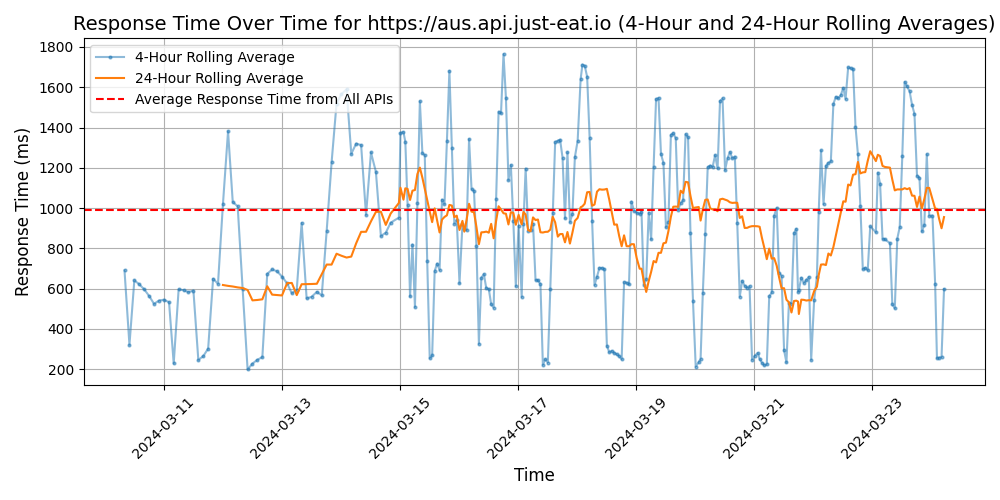 Response Time Over Time for https://aus.api.just-eat.io (4-Hour and 24-Hour Rolling Averages)
4-Hour Rolling Average
24-Hour Rolling Average
Average Response Time from All APIs
Response Time (ms)
1800
1600
1400
1200
1000
800
600
400
200
2024-03-11
2024-03-13
2024-03-15
2024-03-17
2024-03-19
2024-03-21
2024-03-23
Time